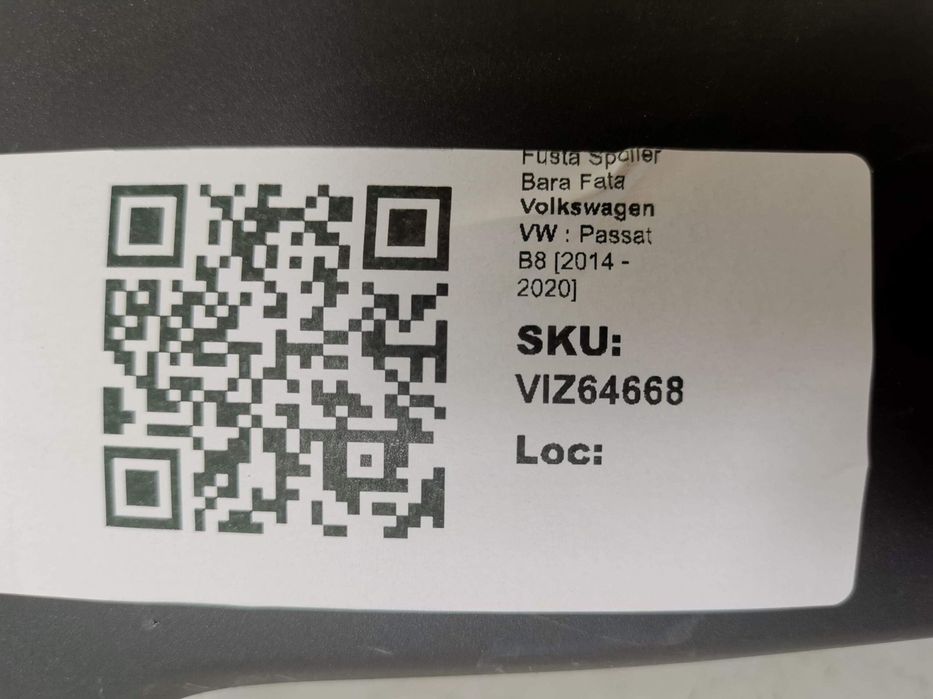 Fusta Spoiler
Bara Fata
Volkswagen
VW : Passat
B8 [2014 -
2020]
SKU:
VIZ64668
Loc: